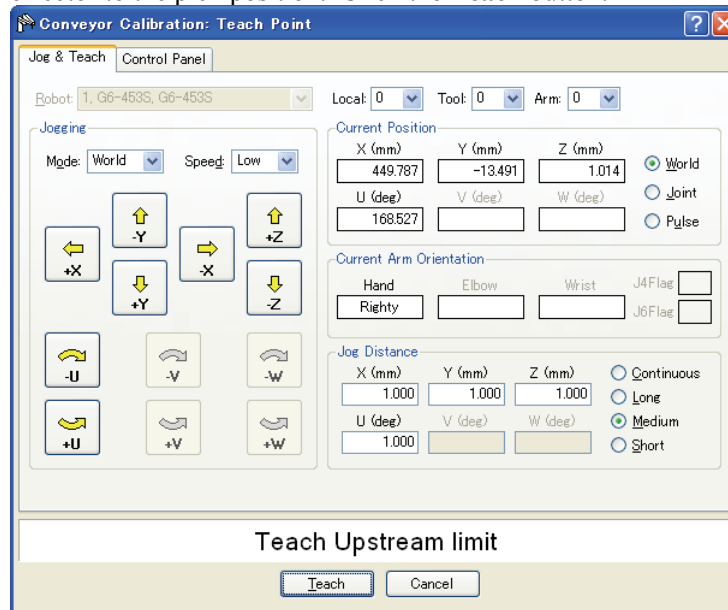 Conveyor Calibration: Teach Point
Jog & Teach Control Panel
Robot: 1, G6-453S, G6-453S Local: 0 Tool: 0 Arm: 0
Jogging
Mode: World Speed: Low
-Y +Z
+X -X
+Y -Z
-U -V -W
+U +V +W
Current Position
X (mm) Y (mm) Z (mm)
449.787 -13.491 1.014
U (deg) V (deg) W (deg)
168.527
World
Joint
Pulse
Current Arm Orientation
Hand Elbow Wrist J4Flag
Righty J6Flag
Jog Distance
X (mm) Y (mm) Z (mm)
1.000 1.000 1.000
U (deg) V (deg) W (deg)
1.000
Continuous
Long
Medium
Short
Teach Upstream limit
Teach Cancel